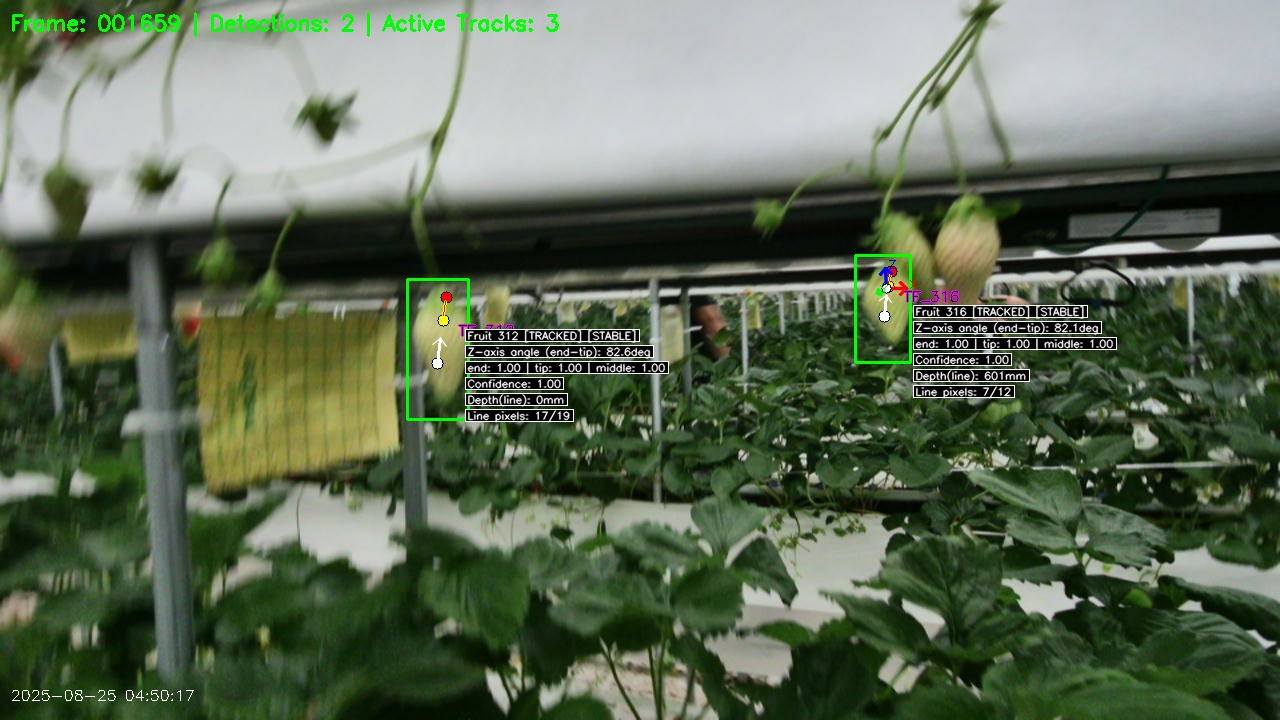 Frame: 001659 | Detections: 2 | Active Tracks: 3
TF_316
Fruit 316 [TRACKED] [STABLE]
Z-axis angle (end-tip): 82.1deg
end: 1.00 | tip: 1.00 | middle: 1.00
Confidence: 1.00
Depth(line): 601mm
Line pixels: 7/12
Fruit 312 [TRACKED] [STABLE]
Z-axis angle (end-tip): 82.6deg
end: 1.00 | tip: 1.00 | middle: 1.00
Confidence: 1.00
Depth(line): 0mm
Line pixels: 17/19
2025-08-25 04:50:17